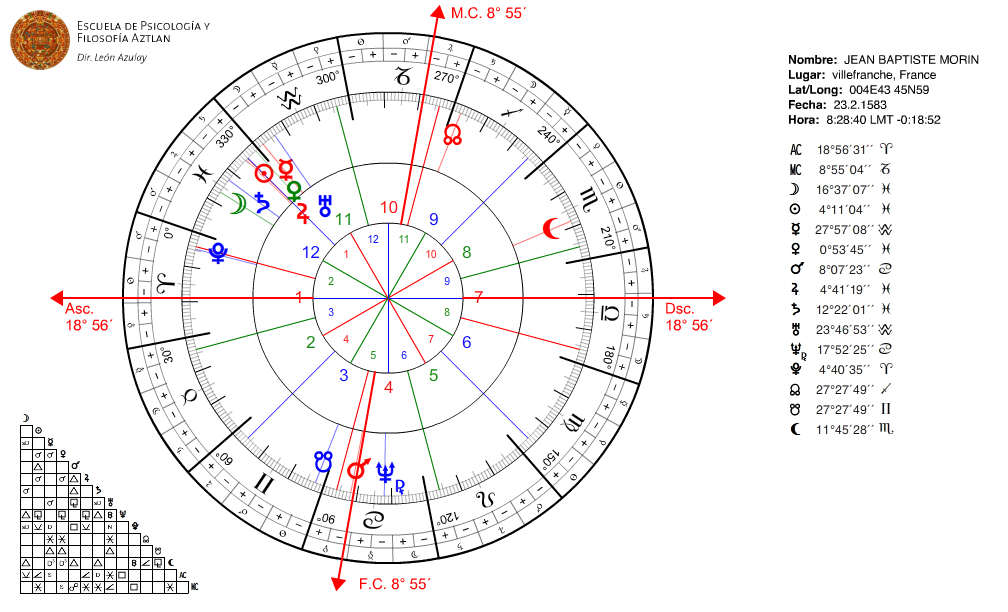 ESCUELA DE PSICOLOGÍA Y
FILOSOFÍA AZTLAN
Dir. León Azulay
M.C. 8° 55´
Nombre: JEAN BAPTISTE MORIN
Lugar: villefranche, France
Lat/Long: 004E43 45N59
Fecha: 23.2.1583
Hora: 8:28:40 LMT -0:18:52
AC 18°56´31´´ ♈
MC 8°55´04´´ ♑
☽ 16°37´07´´ ♓
☉ 4°11´04´´ ♓
☿ 27°57´08´´ ♒
♀ 0°53´45´´ ♓
♂ 8°07´23´´ ♋
♃ 4°41´19´´ ♓
♄ 12°22´01´´ ♓
♅ 23°46´53´´ ♒
♆℞ 17°52´25´´ ♋
♇ 4°40´35´´ ♈
☊ 27°27´49´´ ♐
☋ 27°27´49´´ ♊
⚸ 11°45´28´´ ♏
300°
270°
240°
210°
180°
150°
120°
90°
60°
30°
0°
330°
10
9
8
7
6
5
4
3
2
1
12
11
12
11
10
9
8
7
6
5
4
3
2
1
Asc.
18° 56´
Dsc.
18° 56´
F.C. 8° 55´
AC
MC